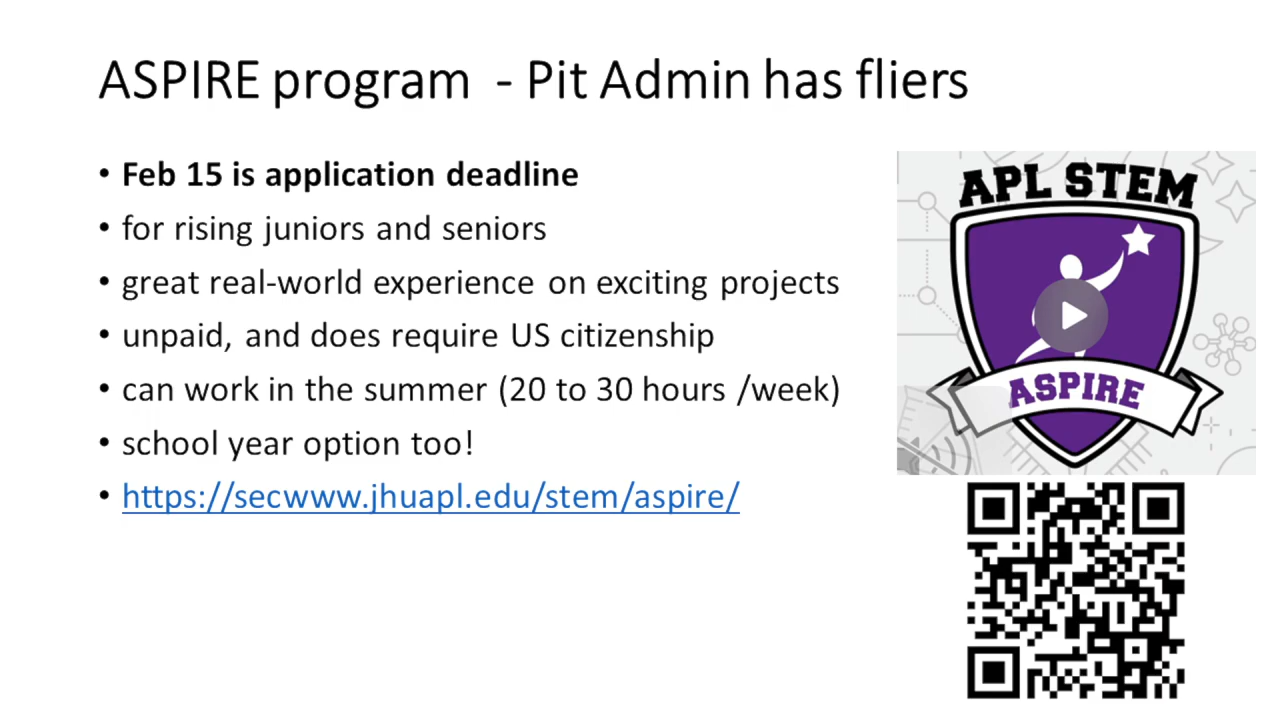 ASPIRE program - Pit Admin has fliers
• Feb 15 is application deadline
• for rising juniors and seniors
• great real-world experience on exciting projects
• unpaid, and does require US citizenship
• can work in the summer (20 to 30 hours /week)
• school year option too!
• https://secwww.jhuapl.edu/stem/aspire/
APL STEM
ASPIRE